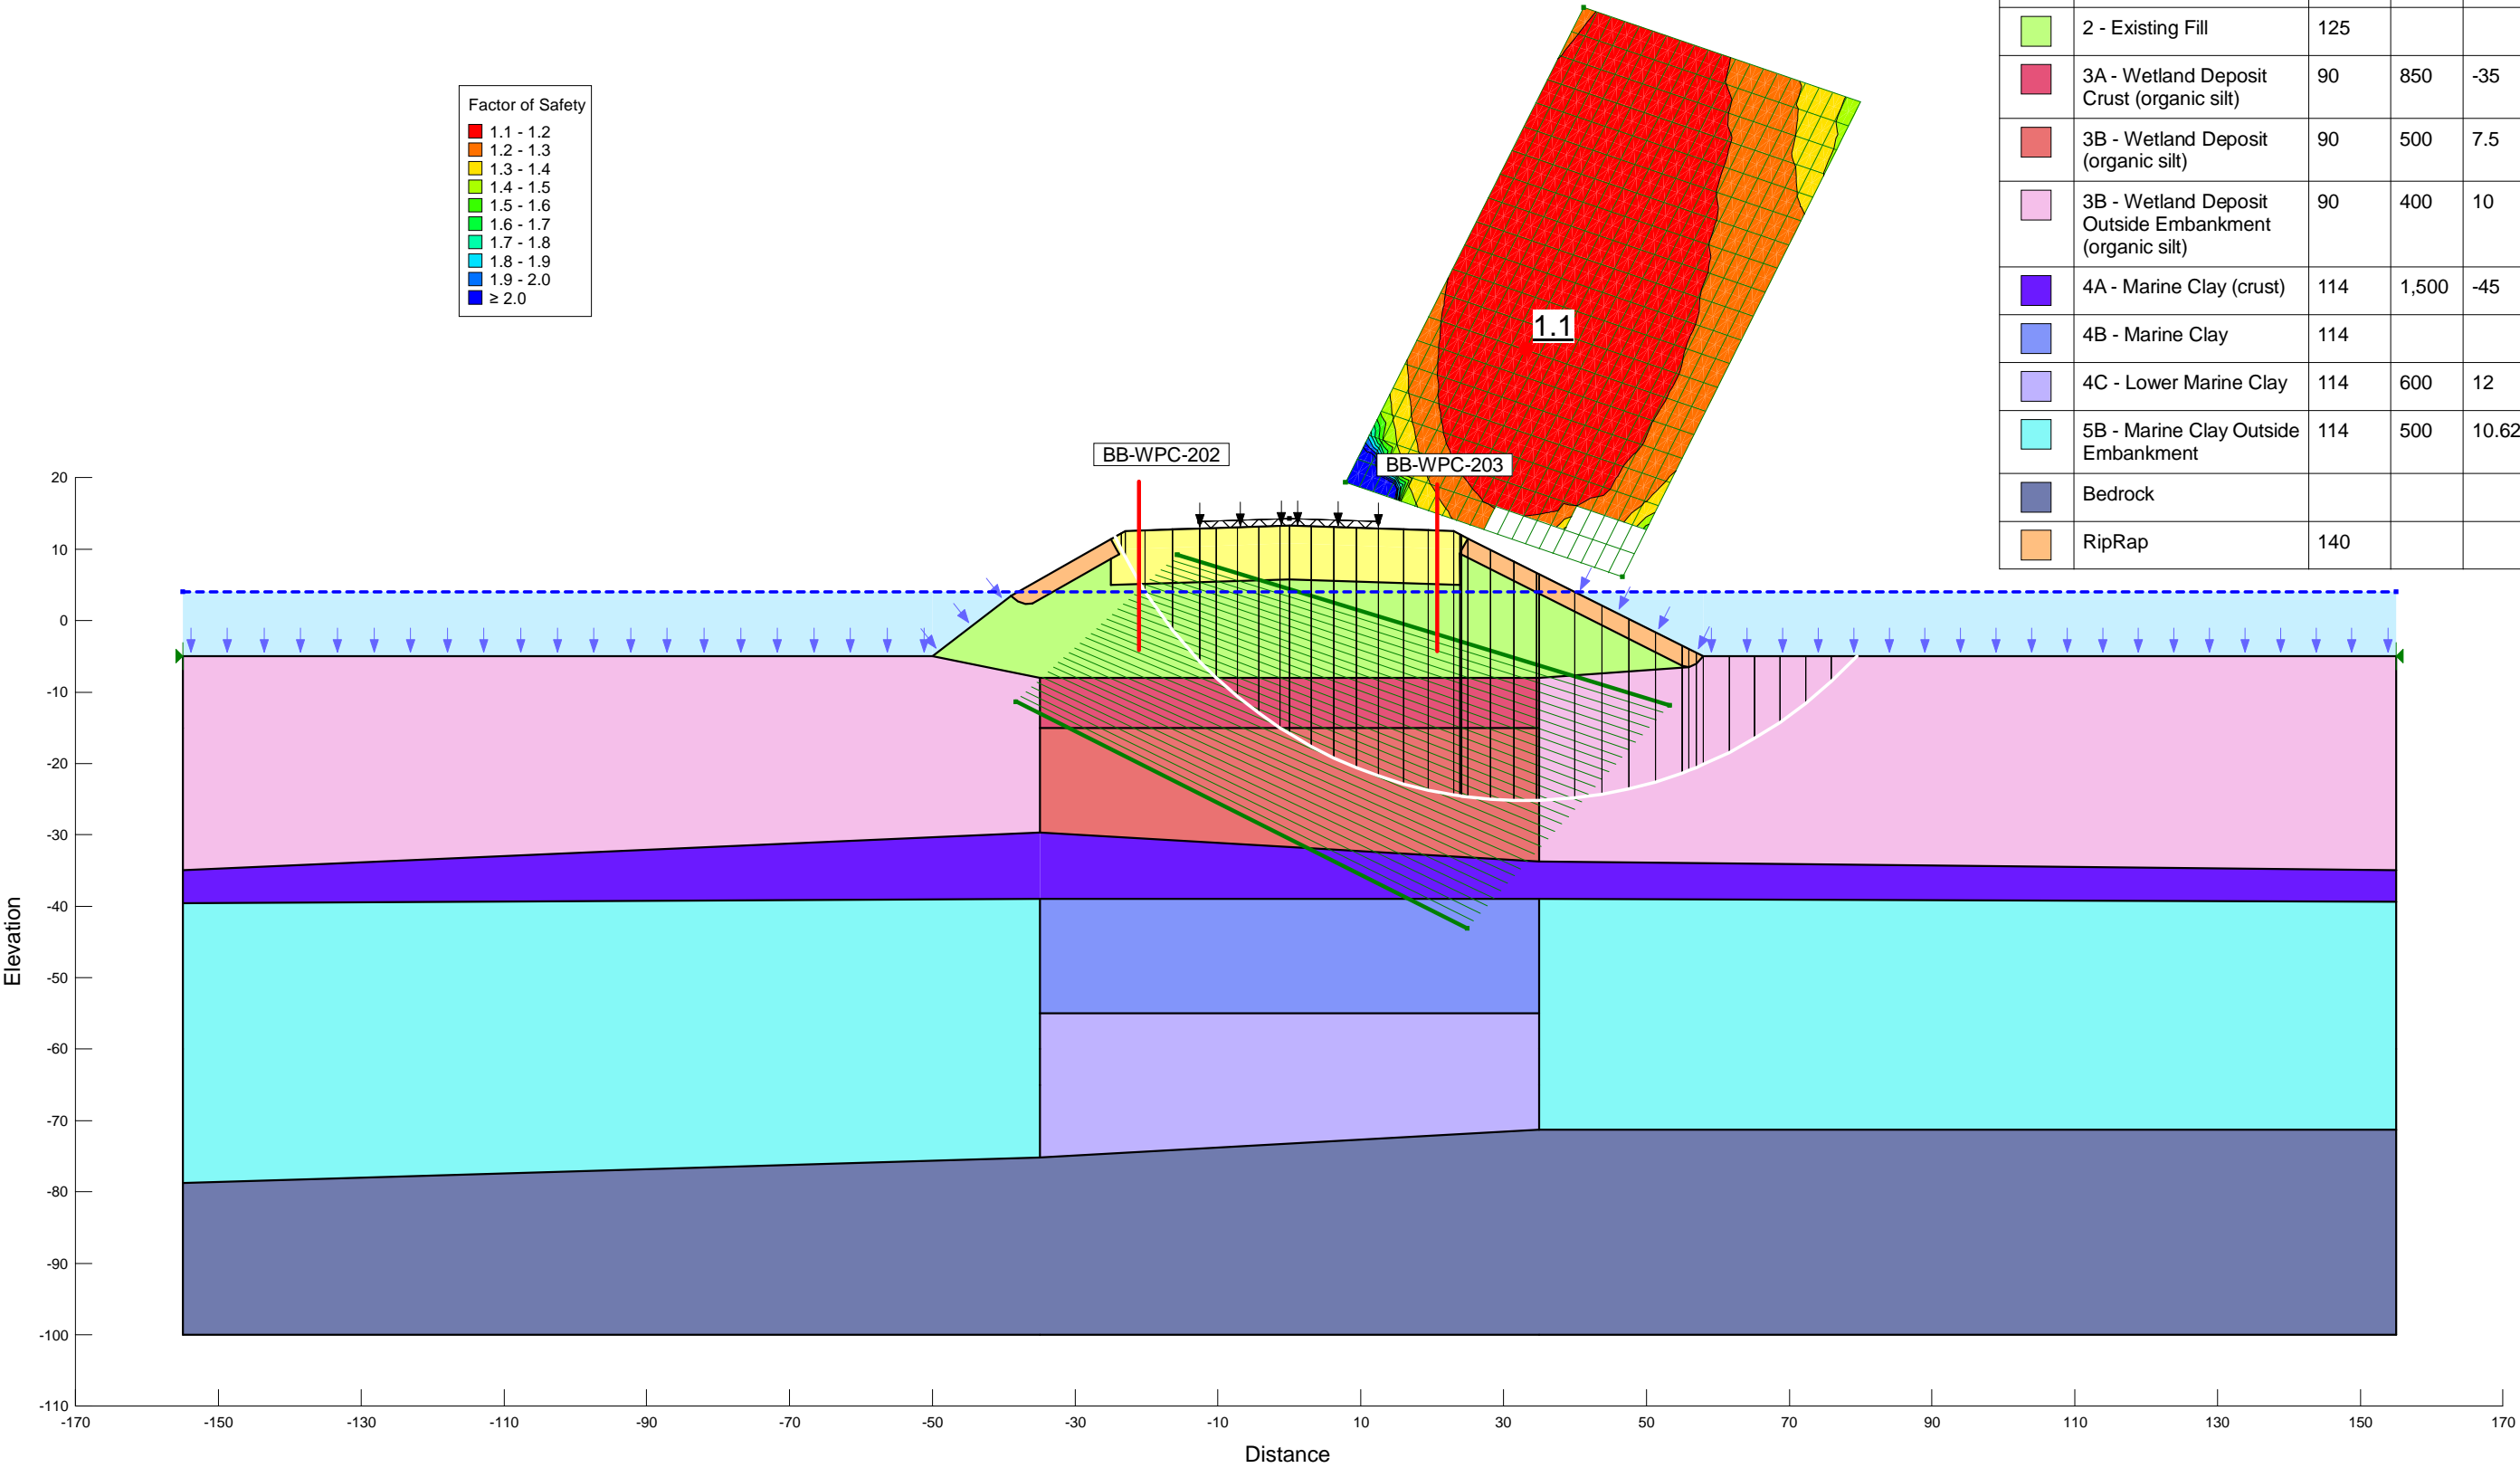 Factor of Safety
1.1 - 1.2
1.2 - 1.3
1.3 - 1.4
1.4 - 1.5
1.5 - 1.6
1.6 - 1.7
1.7 - 1.8
1.8 - 1.9
1.9 - 2.0
≥ 2.0
2 - Existing Fill 125
3A - Wetland Deposit 90 850 -35
Crust (organic silt)
3B - Wetland Deposit 90 500 7.5
(organic silt)
3B - Wetland Deposit 90 400 10
Outside Embankment
(organic silt)
4A - Marine Clay (crust) 114 1,500 -45
4B - Marine Clay 114
4C - Lower Marine Clay 114 600 12
5B - Marine Clay Outside 114 500 10.62
Embankment
Bedrock
RipRap 140
1.1
BB-WPC-202
BB-WPC-203
20
10
0
-10
-20
-30
-40
-50
-60
-70
-80
-90
-100
-110
Elevation
-170 -150 -130 -110 -90 -70 -50 -30 -10 10 30 50 70 90 110 130 150 170
Distance